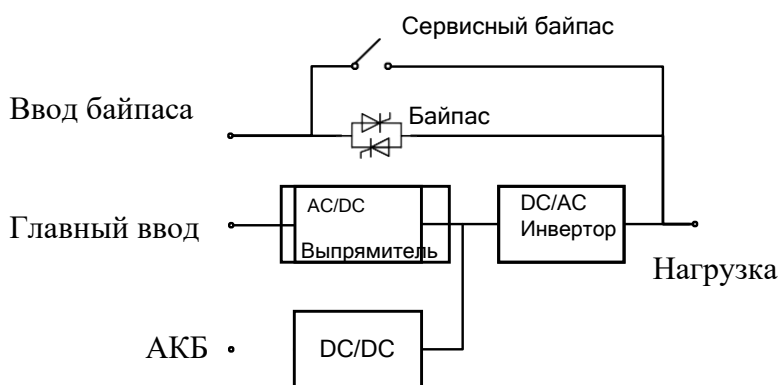 Сервисный байпас
Ввод байпаса
Байпас
Главный ввод
AC/DC
Выпрямитель
DC/AC
Инвертор
Нагрузка
АКБ
DC/DC